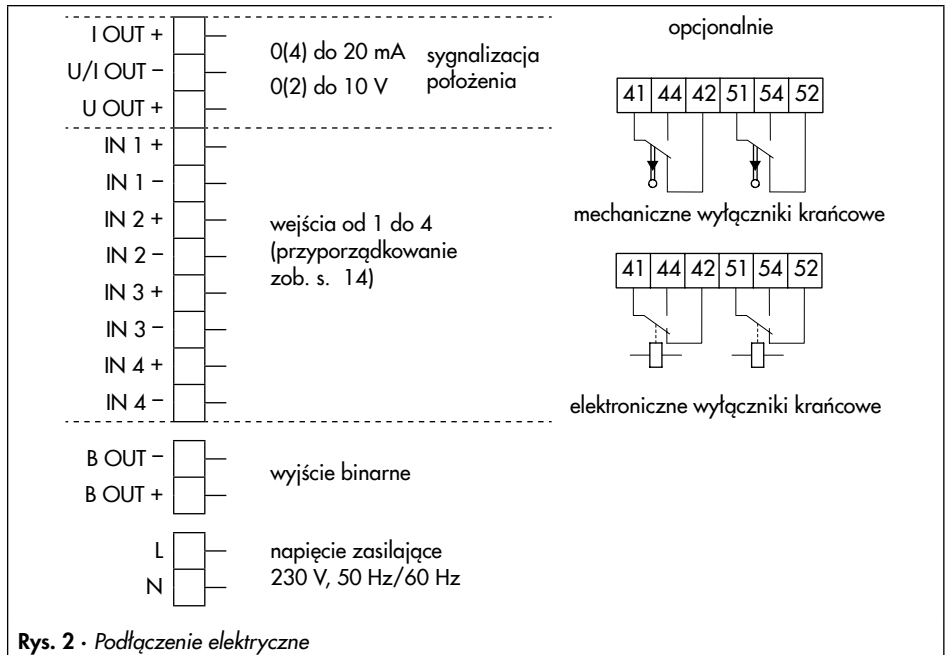 I OUT +
U/I OUT –
U OUT +
0(4) do 20 mA
0(2) do 10 V
sygnalizacja
położenia
IN 1 +
IN 1 –
IN 2 +
IN 2 –
IN 3 +
IN 3 –
IN 4 +
IN 4 –
wejścia od 1 do 4
(przyporządkowanie
zob. s. 14)
B OUT –
B OUT +
wyjście binarne
L
N
napięcie zasilające
230 V, 50 Hz/60 Hz
opcjonalnie
41 44 42 51 54 52
mechaniczne wyłączniki krańcowe
41 44 42 51 54 52
elektroniczne wyłączniki krańcowe
Rys. 2 · Podłączenie elektryczne